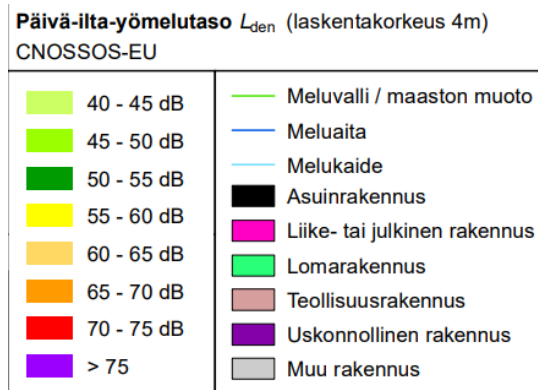 Päivä-ilta-yömelutaso Lden (laskentakorkeus 4m)
CNOSSOS-EU
40 - 45 dB
45 - 50 dB
50 - 55 dB
55 - 60 dB
60 - 65 dB
65 - 70 dB
70 - 75 dB
> 75
Meluvalli / maaston muoto
Meluaita
Melukaide
Asuinrakennus
Liike- tai julkinen rakennus
Lomarakennus
Teollisuusrakennus
Uskonnollinen rakennus
Muu rakennus